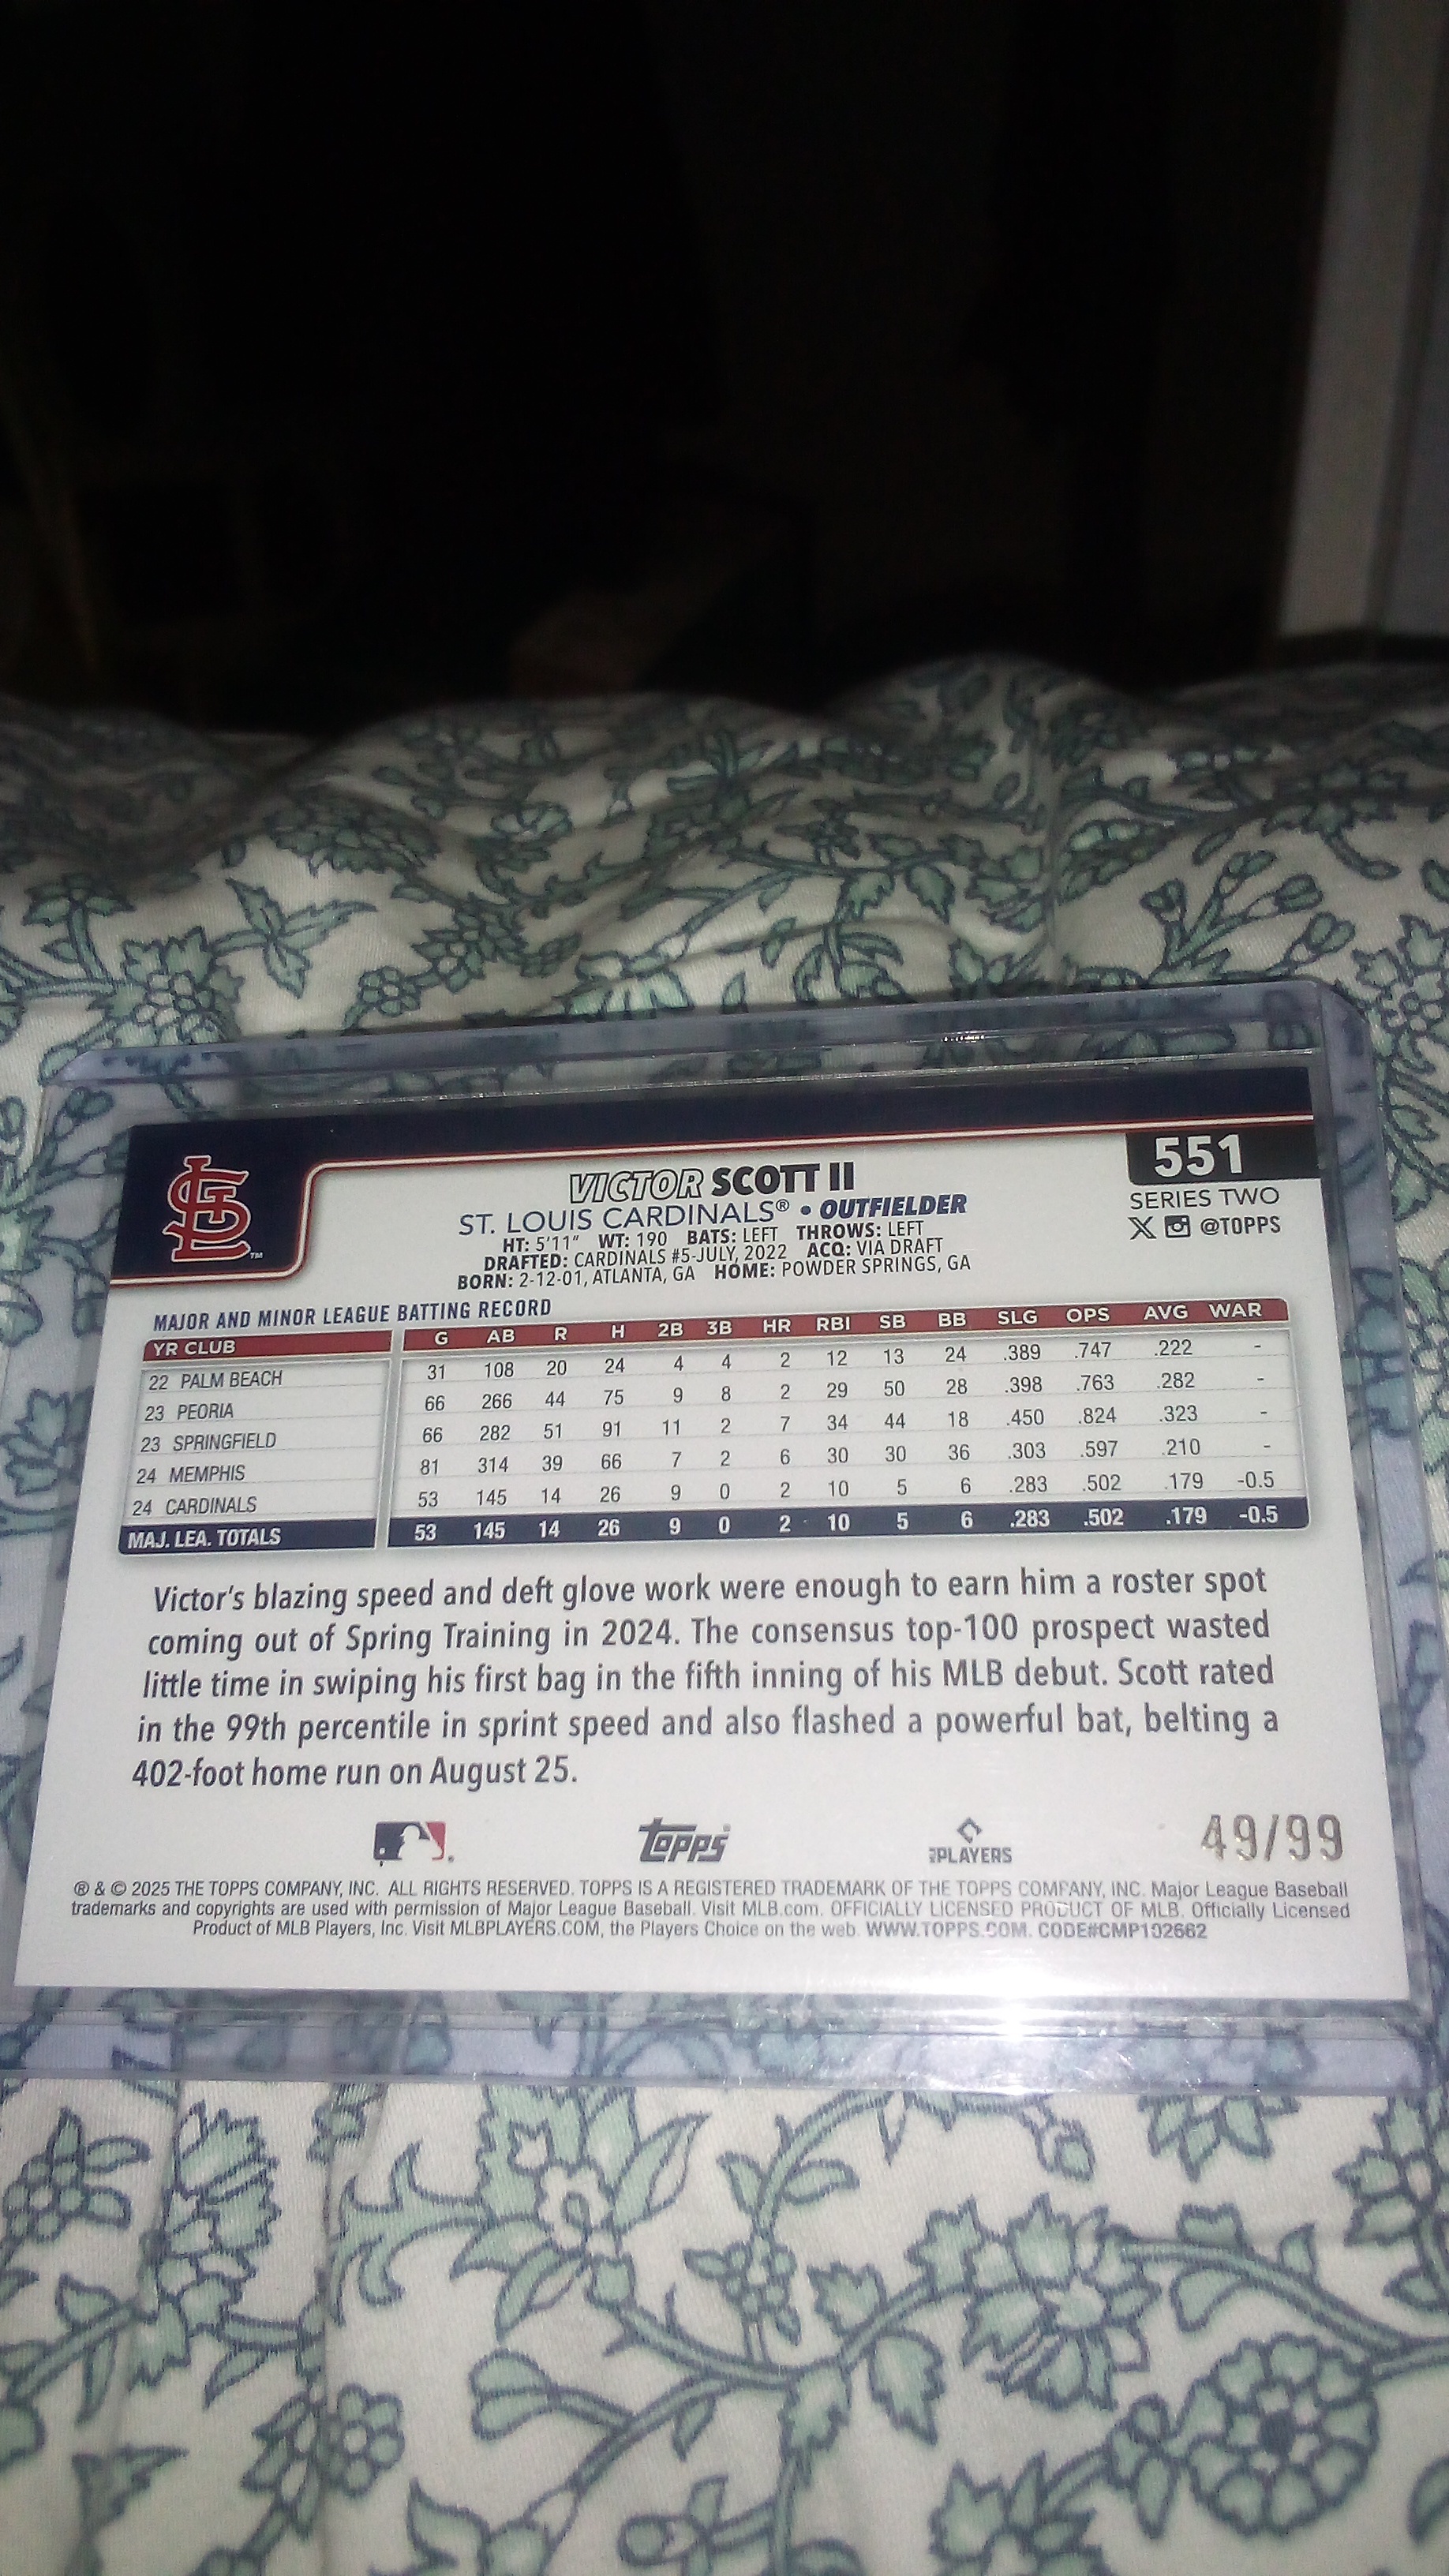 STL™
551
VICTOR SCOTT II
SERIES TWO
ST. LOUIS CARDINALS® • OUTFIELDER
@TOPPS
HT: 5'11" WT: 190 BATS: LEFT THROWS: LEFT
DRAFTED: CARDINALS #5-JULY, 2022 ACQ: VIA DRAFT
BORN: 2-12-01, ATLANTA, GA HOME: POWDER SPRINGS, GA
MAJOR AND MINOR LEAGUE BATTING RECORD
YR CLUB G AB R H 2B 3B HR RBI SB BB SLG OPS AVG WAR
22 PALM BEACH 31 108 20 24 4 4 2 12 13 24 .389 .747 .222 -
23 PEORIA 66 266 44 75 9 8 2 29 50 28 .398 .763 .282 -
23 SPRINGFIELD 66 282 51 91 11 2 7 34 44 18 .450 .824 .323 -
24 MEMPHIS 81 314 39 66 7 2 6 30 30 36 .303 .597 .210 -
24 CARDINALS 53 145 14 26 9 0 2 10 5 6 .283 .502 .179 -0.5
MAJ. LEA. TOTALS 53 145 14 26 9 0 2 10 5 6 .283 .502 .179 -0.5
Victor's blazing speed and deft glove work were enough to earn him a roster spot
coming out of Spring Training in 2024. The consensus top-100 prospect wasted
little time in swiping his first bag in the fifth inning of his MLB debut. Scott rated
in the 99th percentile in sprint speed and also flashed a powerful bat, belting a
402-foot home run on August 25.
topps® PLAYERS 49/99
® & © 2025 THE TOPPS COMPANY, INC. ALL RIGHTS RESERVED. TOPPS IS A REGISTERED TRADEMARK OF THE TOPPS COMPANY, INC. Major League Baseball
trademarks and copyrights are used with permission of Major League Baseball. Visit MLB.com. OFFICIALLY LICENSED PRODUCT OF MLB. Officially Licensed
Product of MLB Players, Inc. Visit MLBPLAYERS.COM, the Players Choice on the web. WWW.TOPPS.COM. CODE#CMP102662